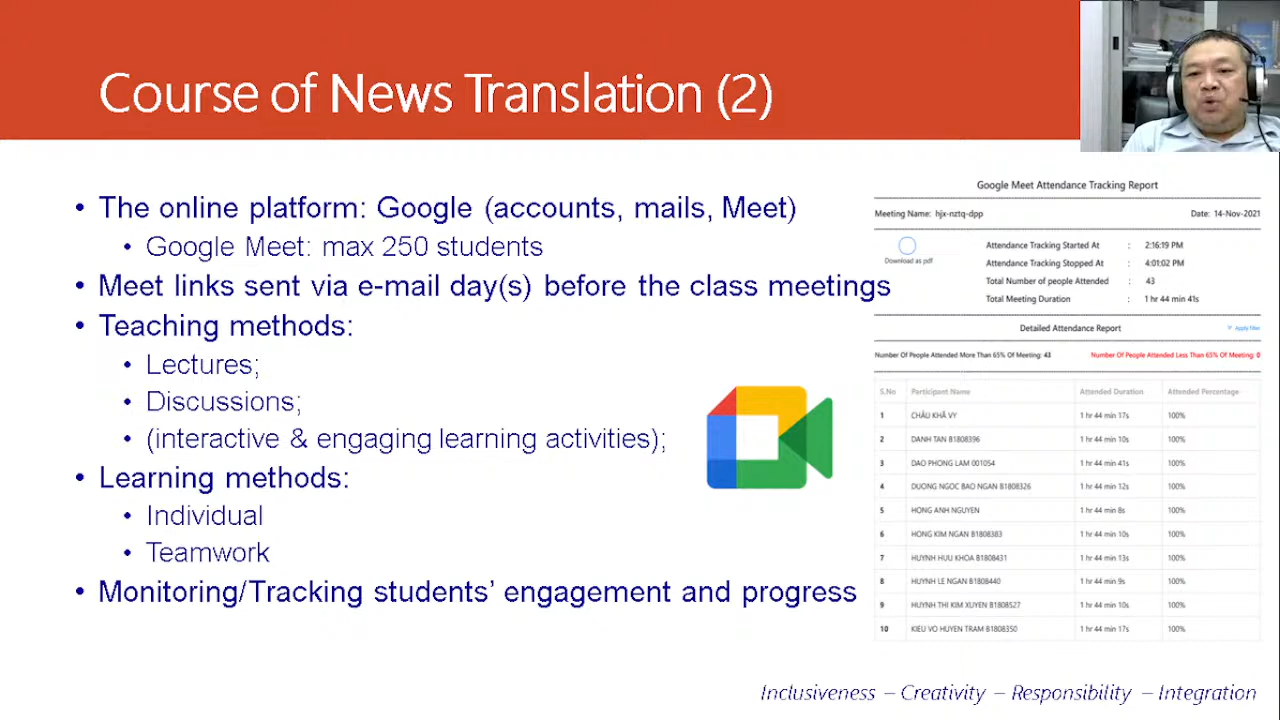 Course of News Translation (2)
• The online platform: Google (accounts, mails, Meet)
• Google Meet: max 250 students
• Meet links sent via e-mail day(s) before the class meetings
• Teaching methods:
• Lectures;
• Discussions;
• (interactive & engaging learning activities);
• Learning methods:
• Individual
• Teamwork
• Monitoring/Tracking students' engagement and progress
Google Meet Attendance Tracking Report
Meeting Name: hjx-nztq-dpp Date: 14-Nov-2021
Download as pdf
Attendance Tracking Started At : 2:16:19 PM
Attendance Tracking Stopped At : 4:01:02 PM
Total Number of people Attended : 43
Total Meeting Duration : 1 hr 44 min 41s
Detailed Attendance Report Apply filter
Number Of People Attended More Than 65% Of Meeting: 43 Number Of People Attended Less Than 65% Of Meeting: 0
S.No Participant Name Attended Duration Attended Percentage
1 CHÂU KHẢ VY 1 hr 44 min 17s 100%
2 DANH TAN B1808396 1 hr 44 min 10s 100%
3 DAO PHONG LAM 001054 1 hr 44 min 41s 100%
4 DUONG NGOC BAO NGAN B1808326 1 hr 44 min 12s 100%
5 HONG ANH NGUYEN 1 hr 44 min 8s 100%
6 HONG KIM NGAN B1808383 1 hr 44 min 10s 100%
7 HUYNH HUU KHOA B1808431 1 hr 44 min 13s 100%
8 HUYNH LE NGAN B1808440 1 hr 44 min 9s 100%
9 HUYNH THI KIM XUYEN B1808527 1 hr 44 min 10s 100%
10 KIEU VO HUYEN TRAM B1808350 1 hr 44 min 17s 100%
Inclusiveness – Creativity – Responsibility – Integration